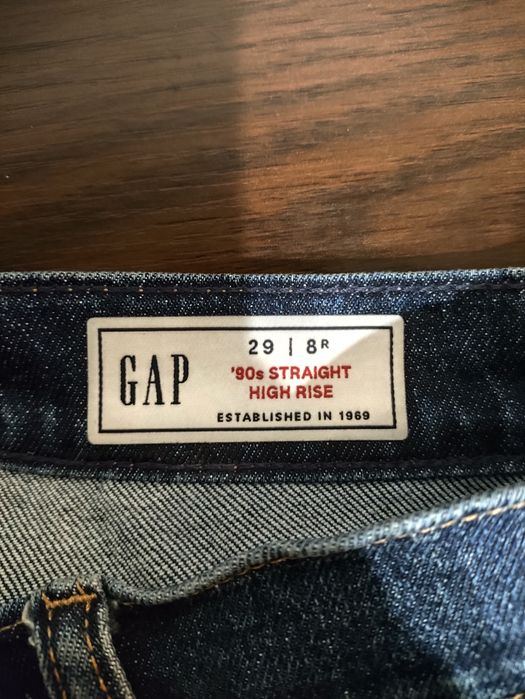 GAP
29 | 8R
'90s STRAIGHT
HIGH RISE
ESTABLISHED IN 1969